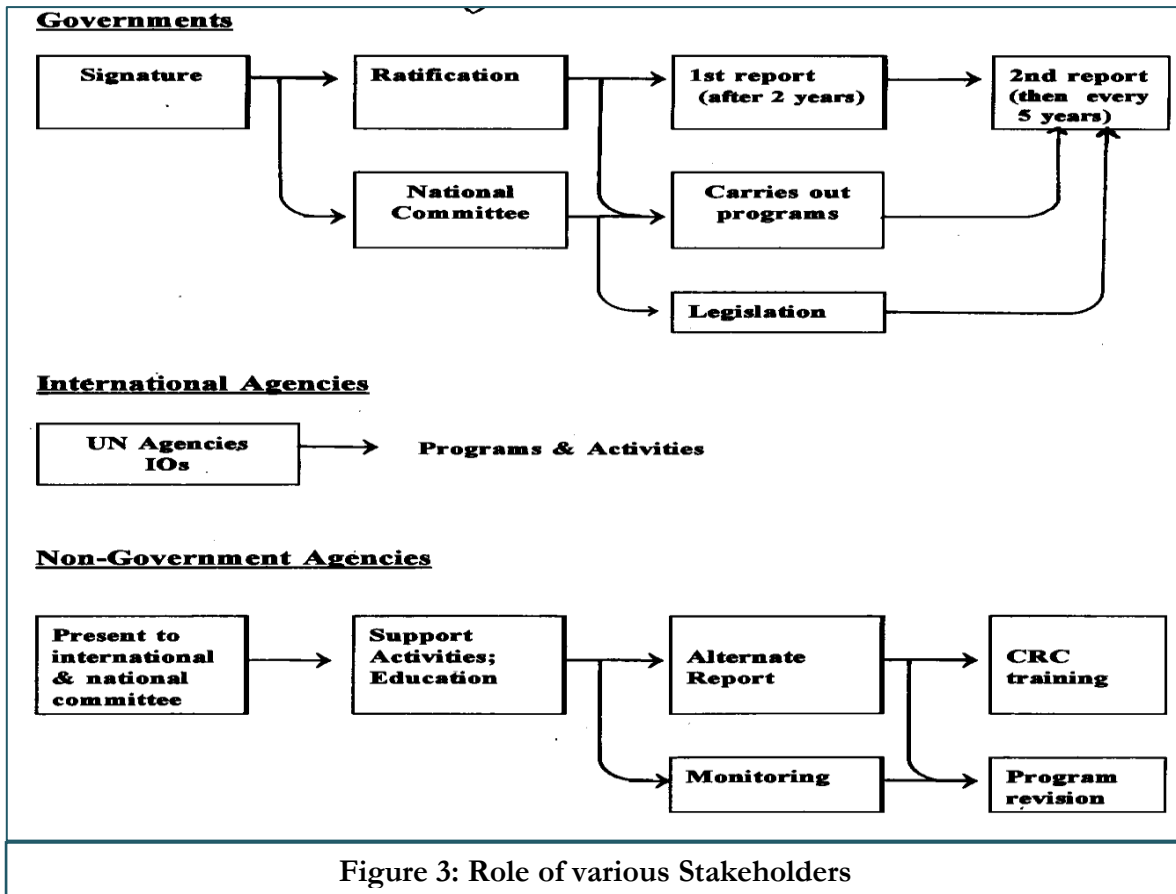 Governments
Signature
Ratification
1st report
(after 2 years)
2nd report
(then every
5 years)
National
Committee
Carries out
programs
Legislation
International Agencies
UN Agencies
IOs
Programs & Activities
Non-Government Agencies
Present to
international
& national
committee
Support
Activities;
Education
Alternate
Report
CRC
training
Monitoring
Program
revision
Figure 3: Role of various Stakeholders